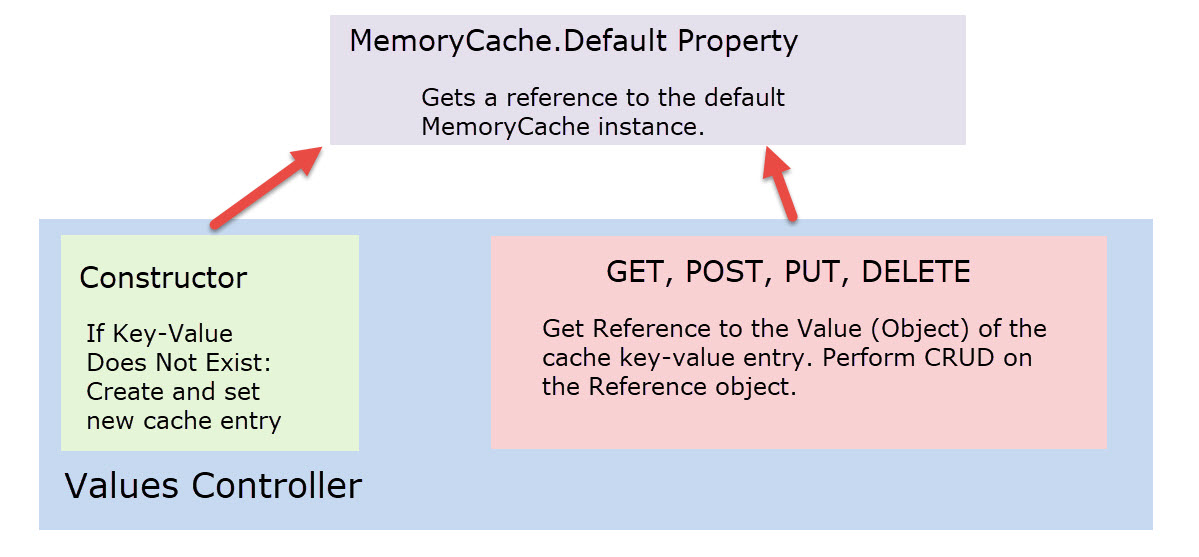 MemoryCache.Default Property
Gets a reference to the default
MemoryCache instance.
Constructor
If Key-Value
Does Not Exist:
Create and set
new cache entry
GET, POST, PUT, DELETE
Get Reference to the Value (Object) of the
cache key-value entry. Perform CRUD on
the Reference object.
Values Controller